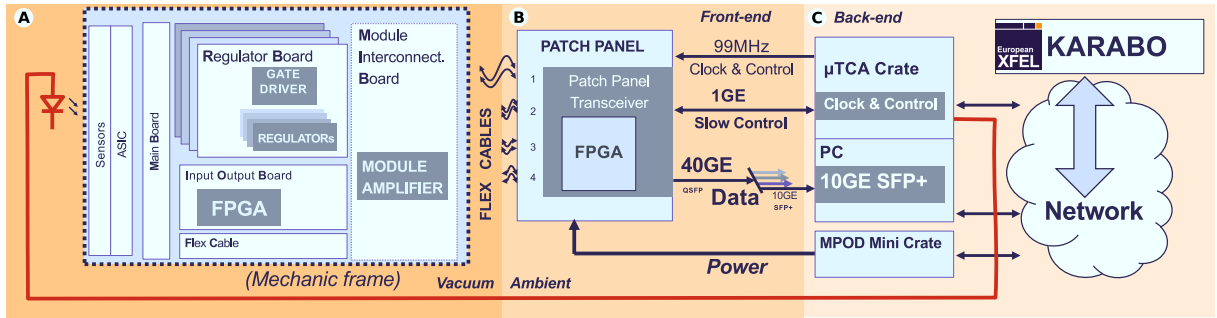 A
Sensors
ASIC
Main Board
Regulator Board
GATE
DRIVER
REGULATORs
Input Output Board
FPGA
Flex Cable
Module
Interconnect.
Board
MODULE
AMPLIFIER
(Mechanic frame)
Vacuum
FLEX CABLES
B
Front-end
PATCH PANEL
1
2
3
4
Patch Panel
Transceiver
FPGA
99MHz
Clock & Control
1GE
Slow Control
40GE
QSFP
Data
10GE
SFP+
Power
Ambient
C
Back-end
µTCA Crate
Clock & Control
PC
10GE SFP+
MPOD Mini Crate
European
XFEL
KARABO
Network